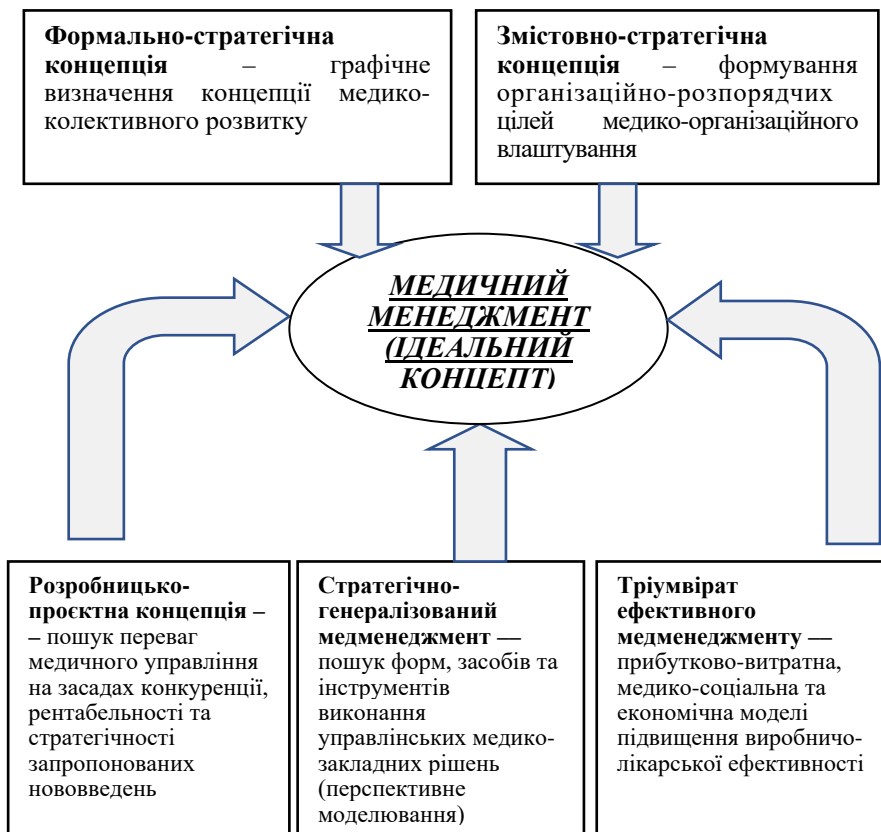 Формально-стратегічна
концепція – графічне
визначення концепції медико-
колективного розвитку
Змістовно-стратегічна
концепція – формування
організаційно-розпорядчих
цілей медико-організаційного
влаштування
МЕДИЧНИЙ
МЕНЕДЖМЕНТ
(ІДЕАЛЬНИЙ
КОНЦЕПТ)
Розробницько-
проєктна концепція –
– пошук переваг
медичного управління
на засадах конкуренції,
рентабельності та
стратегічності
запропонованих
нововведень
Стратегічно-
генералізований
медменеджмент —
пошук форм, засобів та
інструментів
виконання
управлінських медико-
закладних рішень
(перспективне
моделювання)
Тріумвірат
ефективного
медменеджменту —
прибутково-витратна,
медико-соціальна та
економічна моделі
підвищення виробничо-
лікарської ефективності